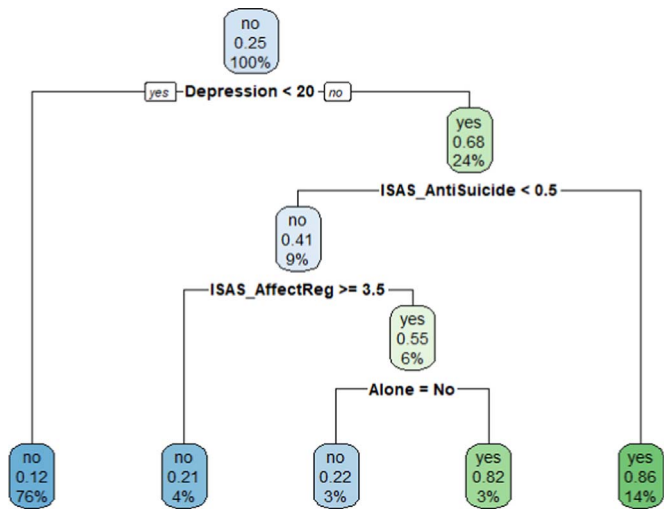 no
0.25
100%
yes Depression < 20 no
yes
0.68
24%
ISAS_AntiSuicide < 0.5
no
0.41
9%
ISAS_AffectReg >= 3.5
yes
0.55
6%
Alone = No
no
0.12
76%
no
0.21
4%
no
0.22
3%
yes
0.82
3%
yes
0.86
14%